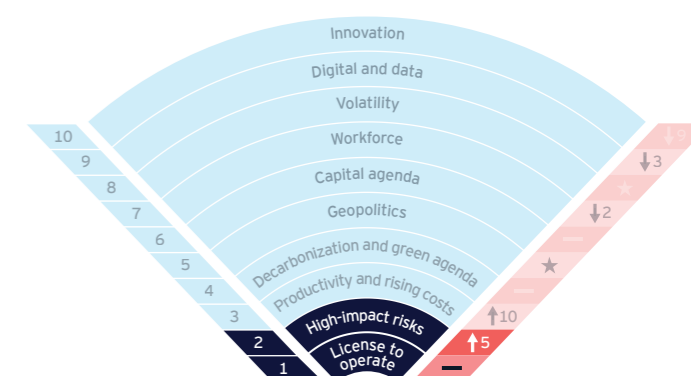 Innovation
Digital and data
Volatility
Workforce
Capital agenda
Geopolitics
Decarbonization and green agenda
Productivity and rising costs
High-impact risks
License to
operate
10
9
8
7
6
5
4
3
2
1
9
3
2
10
5